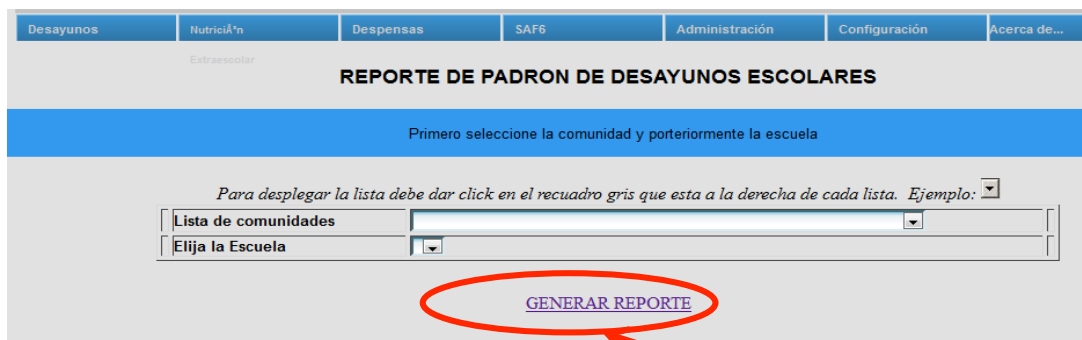 Desayunos NutriciÃ³n Despensas SAF6 Administración Configuración Acerca de...
Extraescolar
REPORTE DE PADRON DE DESAYUNOS ESCOLARES
Primero seleccione la comunidad y porteriormente la escuela
Para desplegar la lista debe dar click en el recuadro gris que esta a la derecha de cada lista. Ejemplo:
Lista de comunidades
Elija la Escuela
GENERAR REPORTE